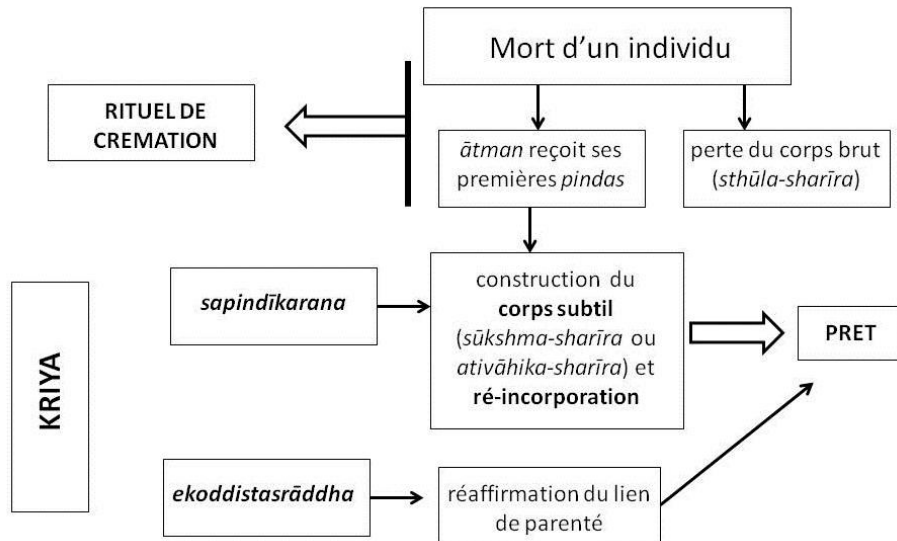 Mort d'un individu
RITUEL DE
CREMATION
ātman reçoit ses
premières pindas
perte du corps brut
(sthūla-sharīra)
KRIYA
sapindīkarana
construction du
corps subtil
(sūkshma-sharīra ou
ativāhika-sharīra) et
ré-incorporation
PRET
ekoddistasrāddha
réaffirmation du lien
de parenté